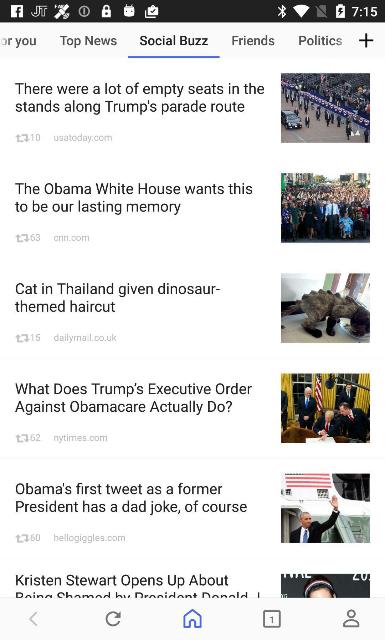 7:15
or you
Top News
Social Buzz
Friends
Politics
There were a lot of empty seats in the
stands along Trump's parade route
10
usatoday.com
The Obama White House wants this
to be our lasting memory
63
cnn.com
Cat in Thailand given dinosaur-
themed haircut
15
dailymail.co.uk
What Does Trump's Executive Order
Against Obamacare Actually Do?
62
nytimes.com
Obama's first tweet as a former
President has a dad joke, of course
60
hellogiggles.com
Kristen Stewart Opens Up About
Being Shamed by President Donald
1